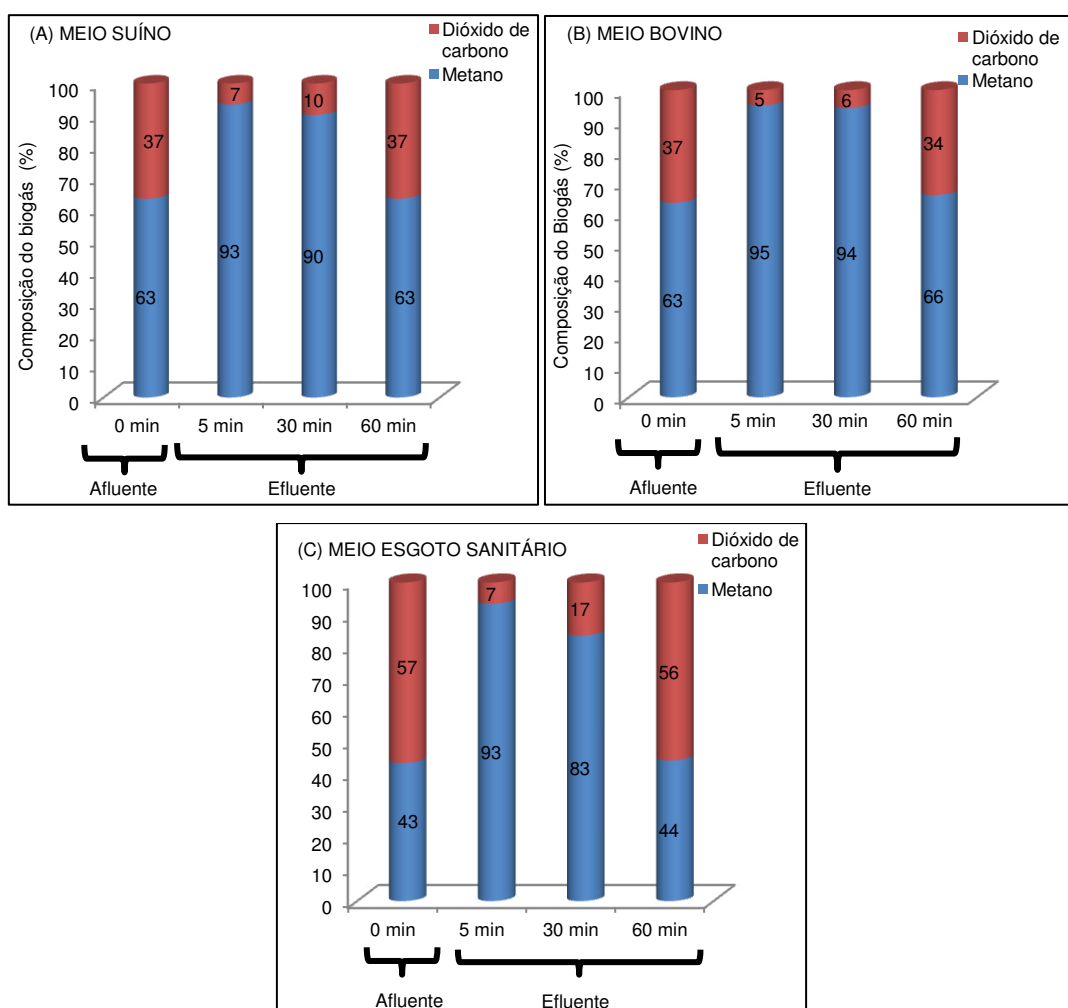 (A) MEIO SUÍNO
Dióxido de
carbono
Metano
Composição do biogás (%)
100
90
80
70
60
50
40
30
20
10
0
37
7
10
37
63
93
90
63
0 min
5 min
30 min
60 min
Afluente
Efluente
(B) MEIO BOVINO
Dióxido de
carbono
Metano
Composição do Biogás (%)
100
90
80
70
60
50
40
30
20
10
0
37
5
6
34
63
95
94
66
0 min
5 min
30 min
60 min
Afluente
Efluente
(C) MEIO ESGOTO SANITÁRIO
Dióxido de
carbono
Metano
100
90
80
70
60
50
40
30
20
10
0
57
7
17
56
43
93
83
44
0 min
5 min
30 min
60 min
Afluente
Efluente